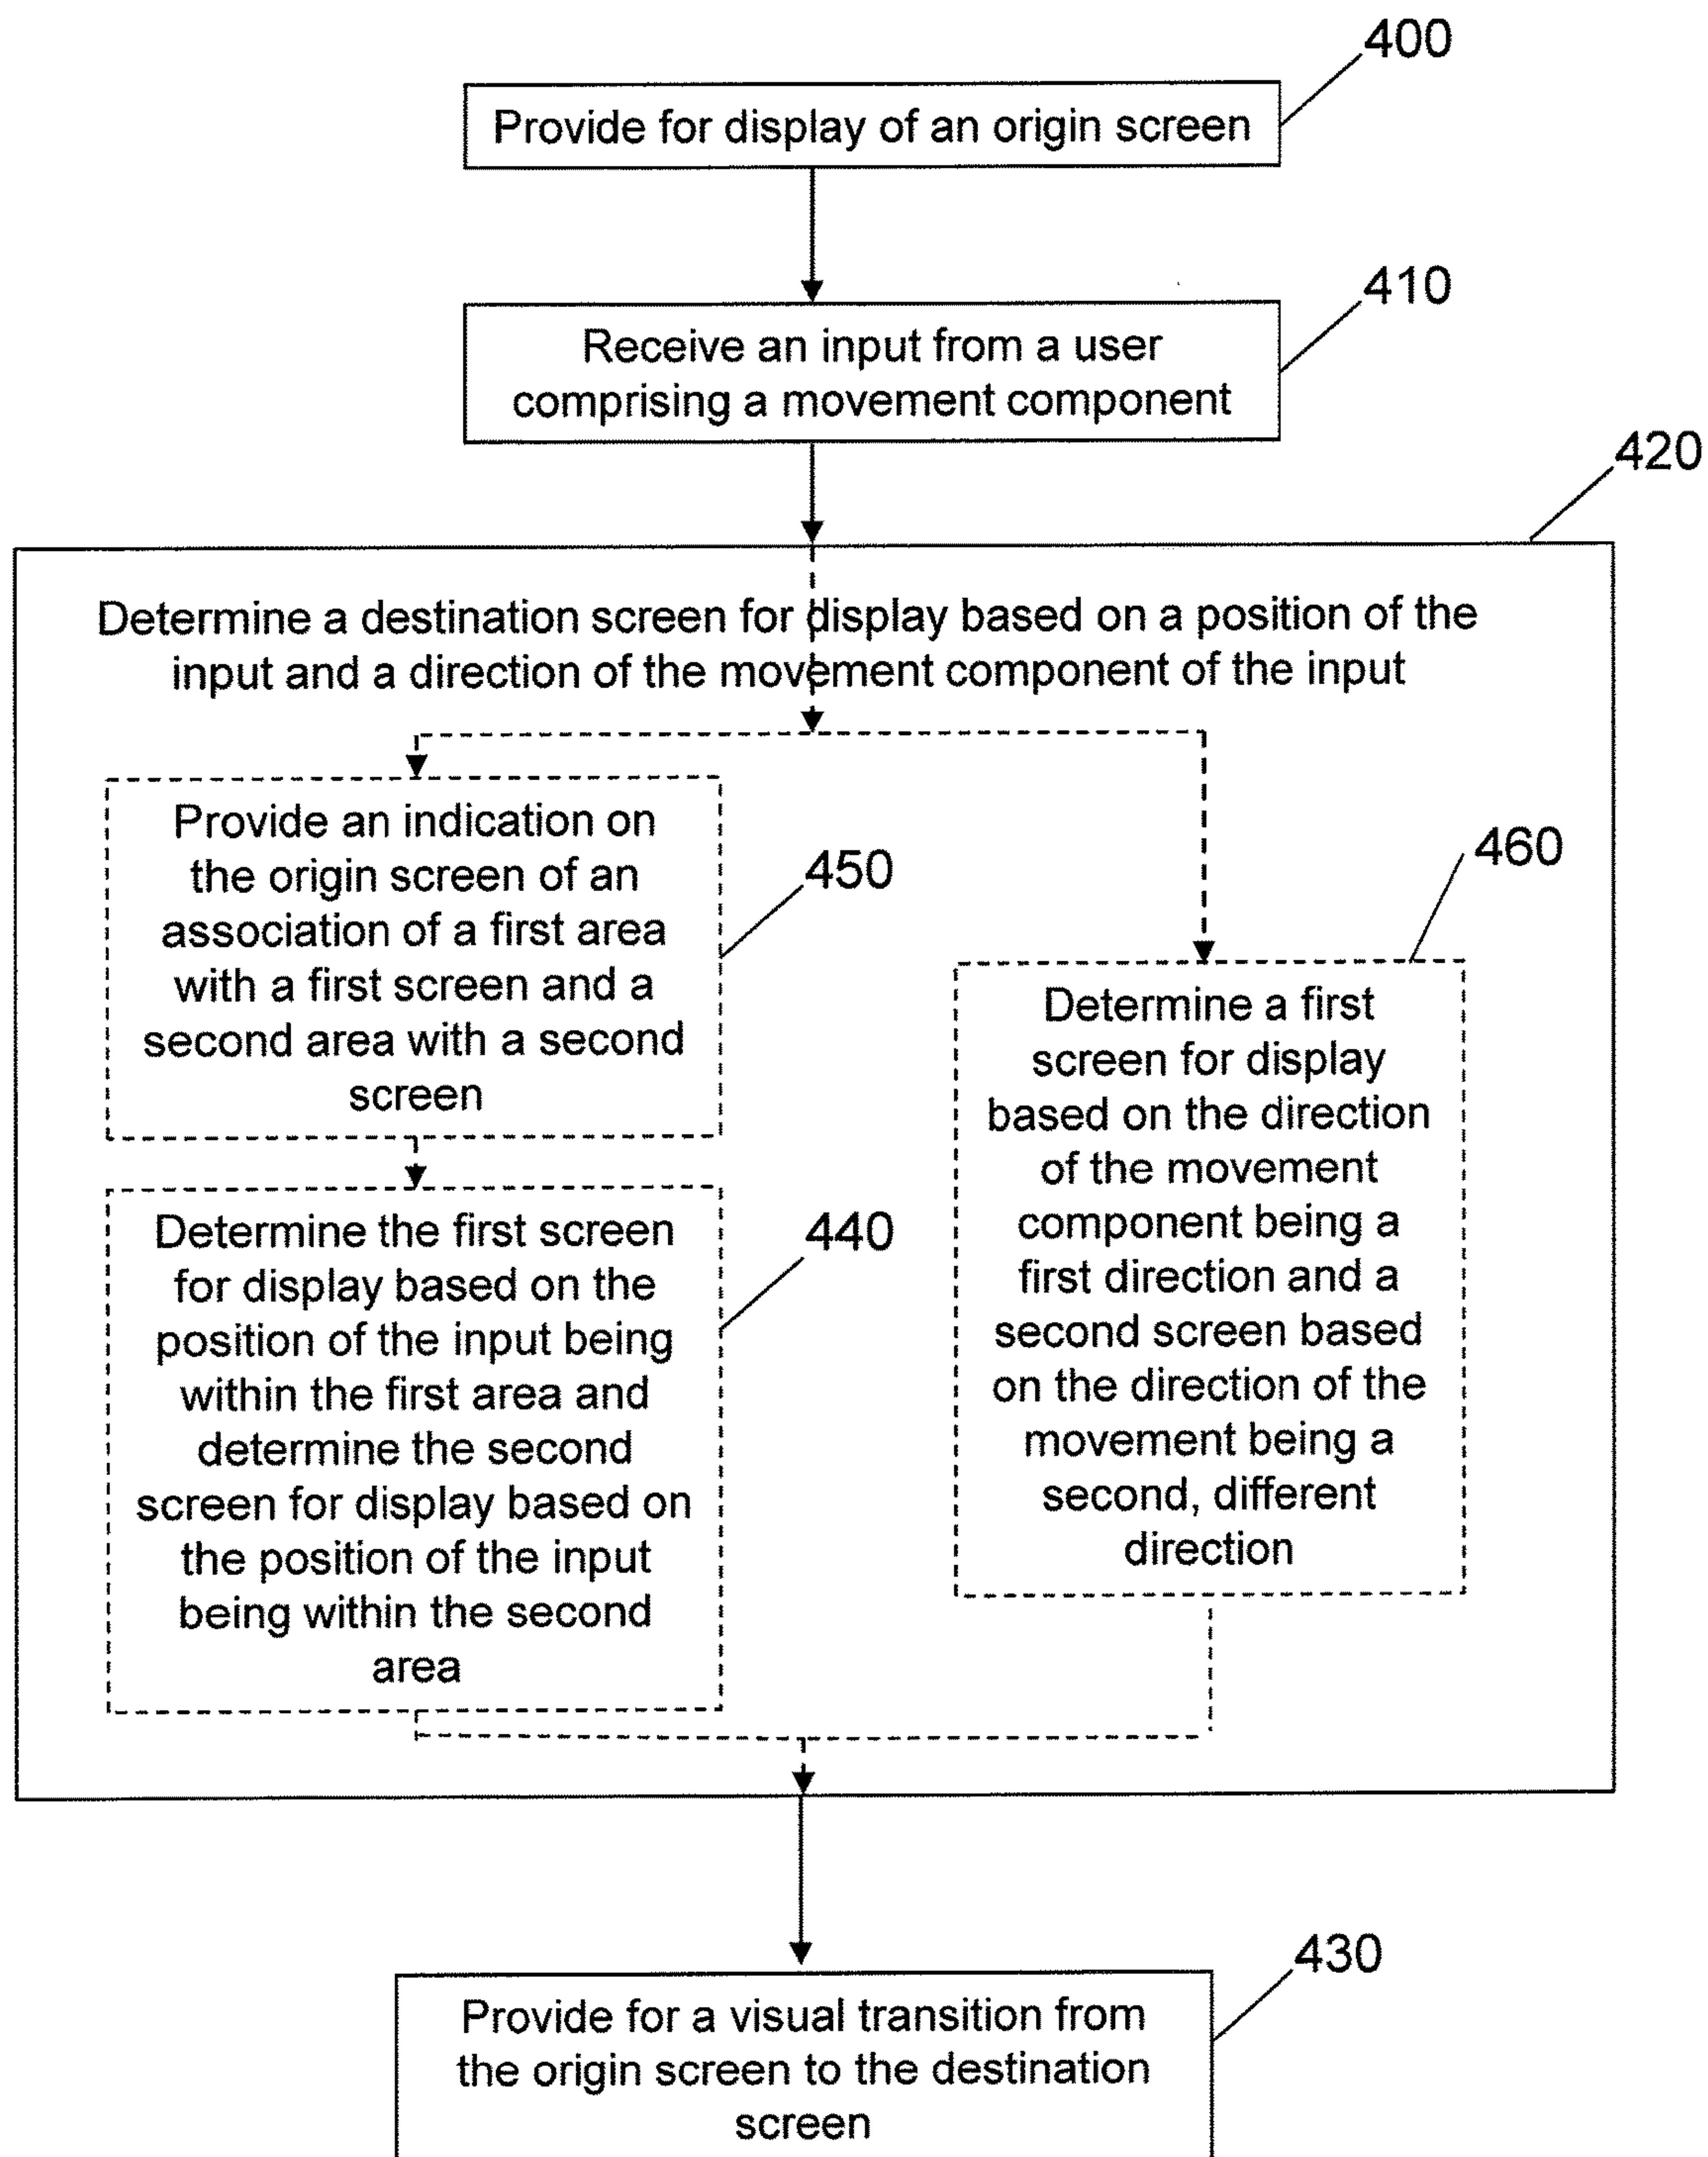 400
Provide for display of an origin screen
410
Receive an input from a user
comprising a movement component
420
Determine a destination screen for display based on a position of the
input and a direction of the movement component of the input
Provide an indication on
the origin screen of an
association of a first area
with a first screen and a
second area with a second
screen
450
460
Determine a first
screen for display
based on the direction
of the movement
component being a
first direction and a
second screen based
on the direction of the
movement being a
second, different
direction
Determine the first screen
for display based on the
position of the input being
within the first area and
determine the second
screen for display based on
the position of the input
being within the second
area
440
430
Provide for a visual transition from
the origin screen to the destination
screen